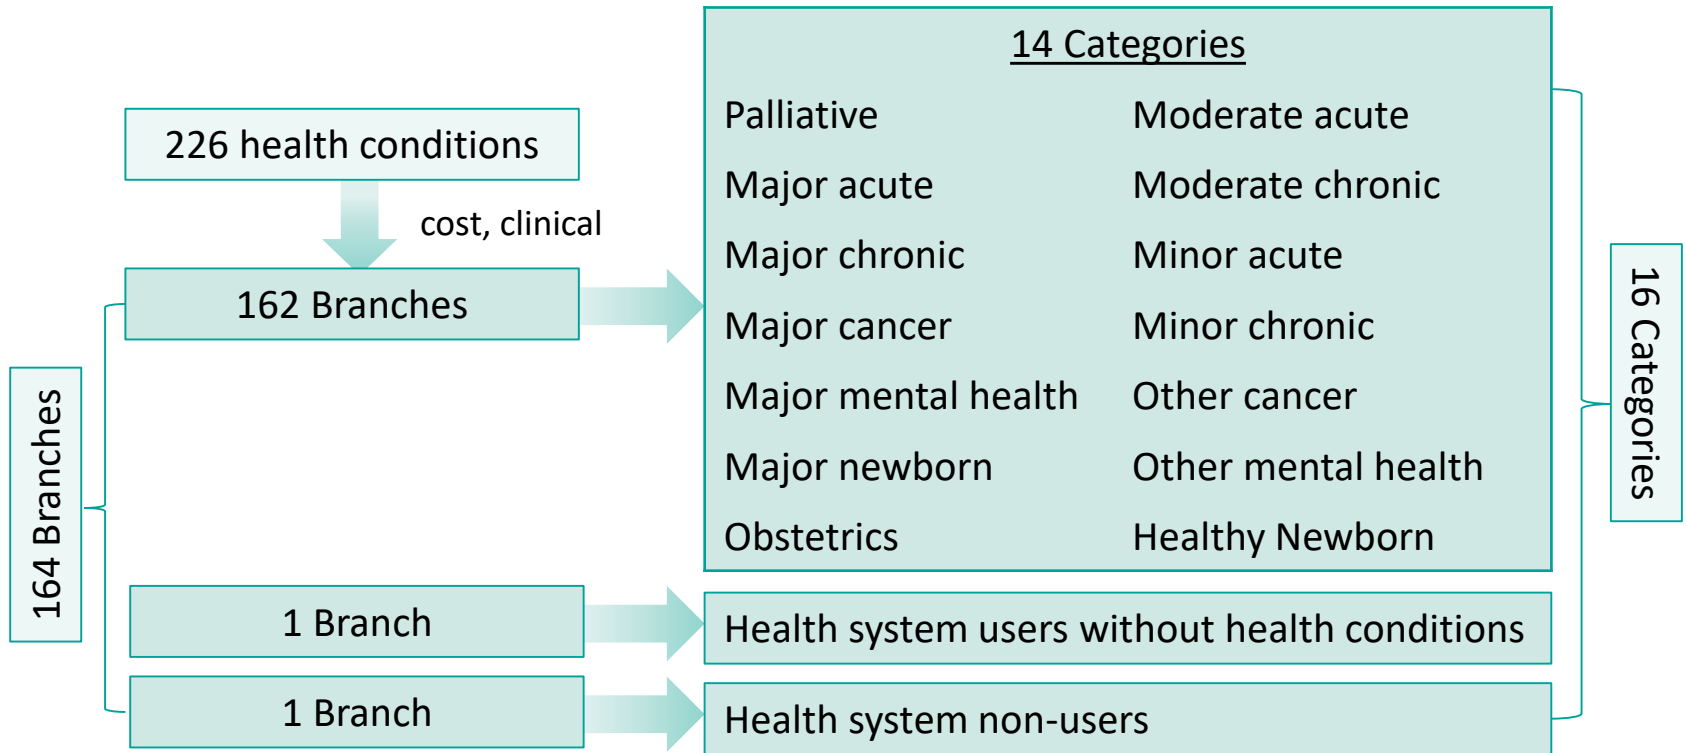 14 Categories
226 health conditions
cost, clinical
162 Branches
Palliative
Major acute
Major chronic
Major cancer
Major mental health
Major newborn
Obstetrics
Moderate acute
Moderate chronic
Minor acute
Minor chronic
Other cancer
Other mental health
Healthy Newborn
164 Branches
16 Categories
1 Branch
Health system users without health conditions
1 Branch
Health system non-users